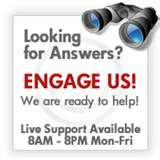 Looking
for Answers?
ENGAGE US!
We are ready to help!
Live Support Available
8AM - 8PM Mon-Fri